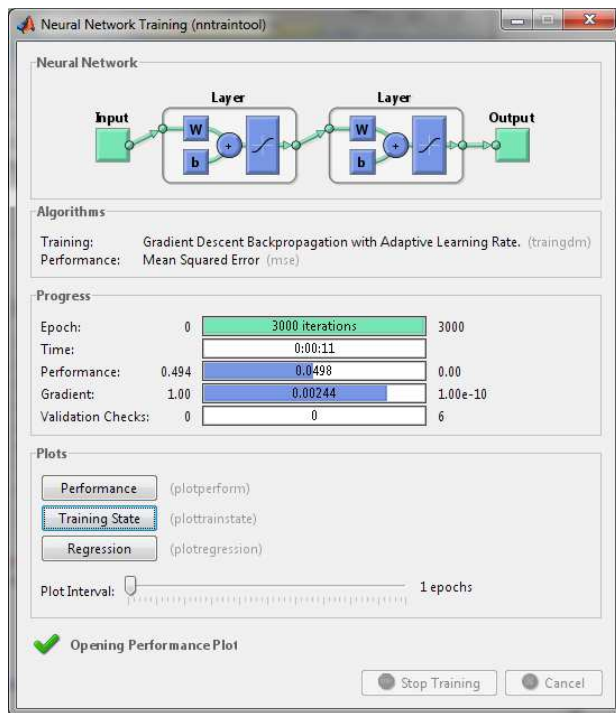 Neural Network Training (nntraintool)
Neural Network
Layer Layer
Input Output
W W
b + b +
Algorithms
Training: Gradient Descent Backpropagation with Adaptive Learning Rate. (traingdm)
Performance: Mean Squared Error (mse)
Progress
Epoch: 0 3000 iterations 3000
Time: 0:00:11
Performance: 0.494 0.0498 0.00
Gradient: 1.00 0.00244 1.00e-10
Validation Checks: 0 0 6
Plots
Performance (plotperform)
Training State (plottrainstate)
Regression (plotregression)
Plot Interval: 1 epochs
Opening Performance Plot
Stop Training Cancel